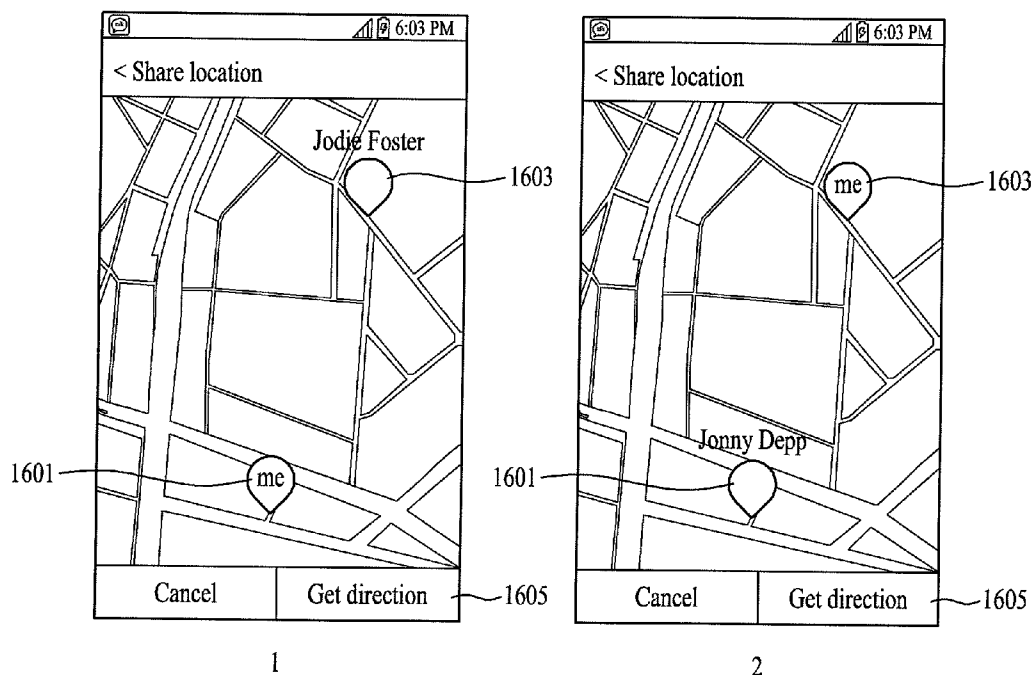 6:03 PM
< Share location
Jodie Foster
1603
1601
me
Cancel
Get direction
1605
1
6:03 PM
< Share location
me
1603
Jonny Depp
1601
Cancel
Get direction
1605
2